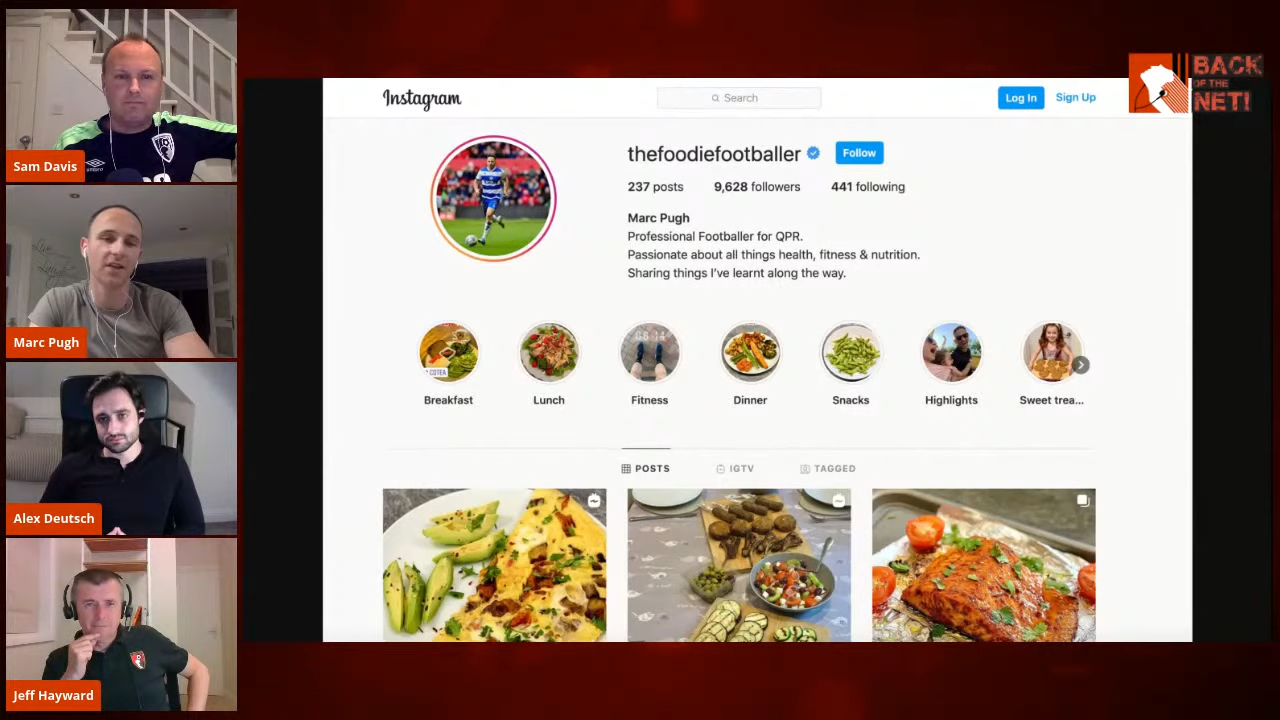 Sam Davis
Marc Pugh
Alex Deutsch
Jeff Hayward
Instagram
Search
Log In
Sign Up
BACK
OF THE
NET!
thefoodiefootballer
Follow
237 posts
9,628 followers
441 following
Marc Pugh
Professional Footballer for QPR.
Passionate about all things health, fitness & nutrition.
Sharing things I've learnt along the way.
Breakfast
Lunch
Fitness
Dinner
Snacks
Highlights
Sweet trea...
POSTS
IGTV
TAGGED